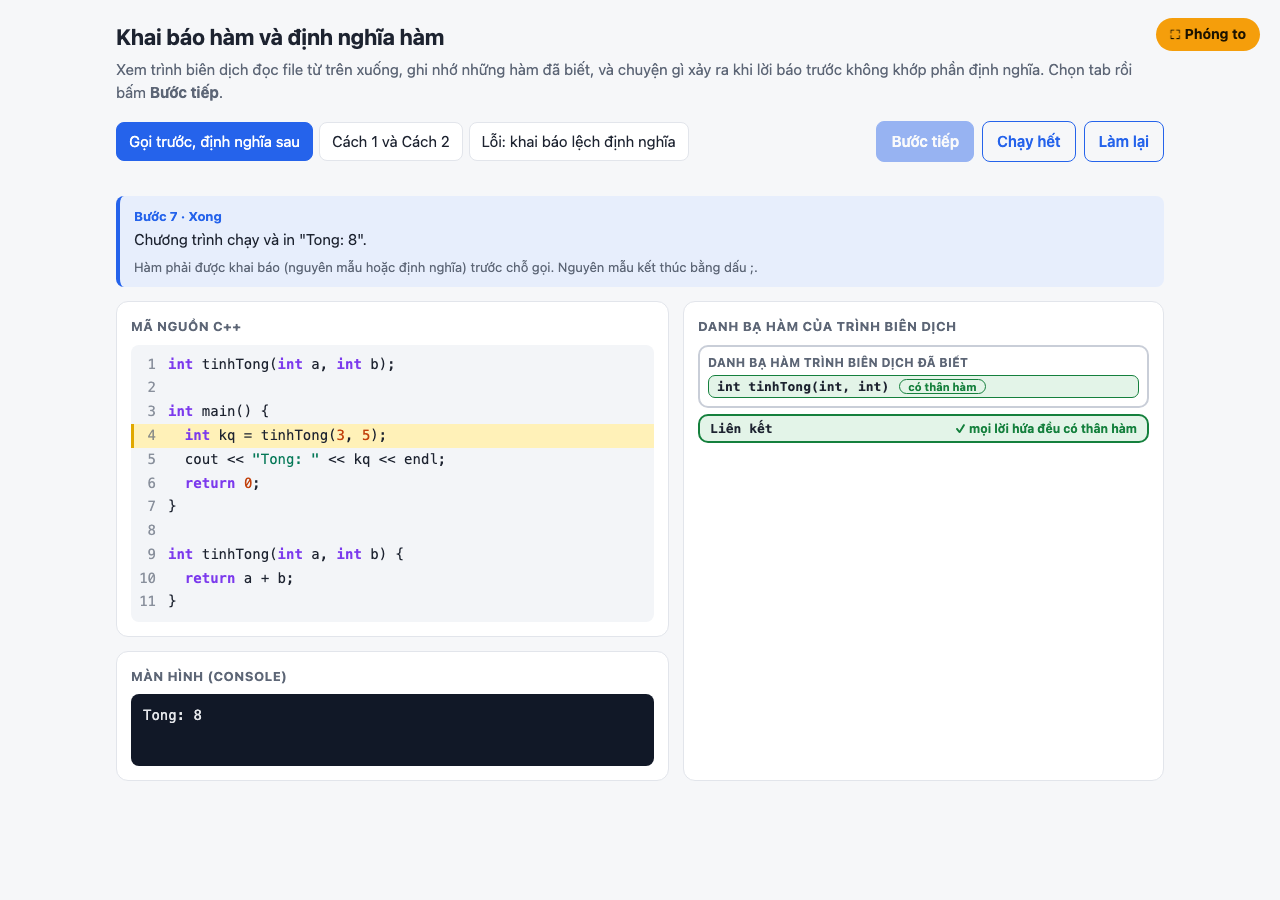 Khai báo hàm và định nghĩa hàm
⛶ Phóng to
Xem trình biên dịch đọc file từ trên xuống, ghi nhớ những hàm đã biết, và chuyện gì xảy ra khi lời báo trước không khớp phần định nghĩa. Chọn tab rồi
bấm Bước tiếp.
Gọi trước, định nghĩa sau
Cách 1 và Cách 2
Lỗi: khai báo lệch định nghĩa
Bước tiếp
Chạy hết
Làm lại
Bước 7 · Xong
Chương trình chạy và in "Tong: 8".
Hàm phải được khai báo (nguyên mẫu hoặc định nghĩa) trước chỗ gọi. Nguyên mẫu kết thúc bằng dấu ;.
MÃ NGUỒN C++
1 int tinhTong(int a, int b);
2
3 int main() {
4   int kq = tinhTong(3, 5);
5   cout << "Tong: " << kq << endl;
6   return 0;
7 }
8
9 int tinhTong(int a, int b) {
10   return a + b;
11 }
MÀN HÌNH (CONSOLE)
Tong: 8
DANH BẠ HÀM CỦA TRÌNH BIÊN DỊCH
DANH BẠ HÀM TRÌNH BIÊN DỊCH ĐÃ BIẾT
int tinhTong(int, int) có thân hàm
Liên kết ✓ mọi lời hứa đều có thân hàm